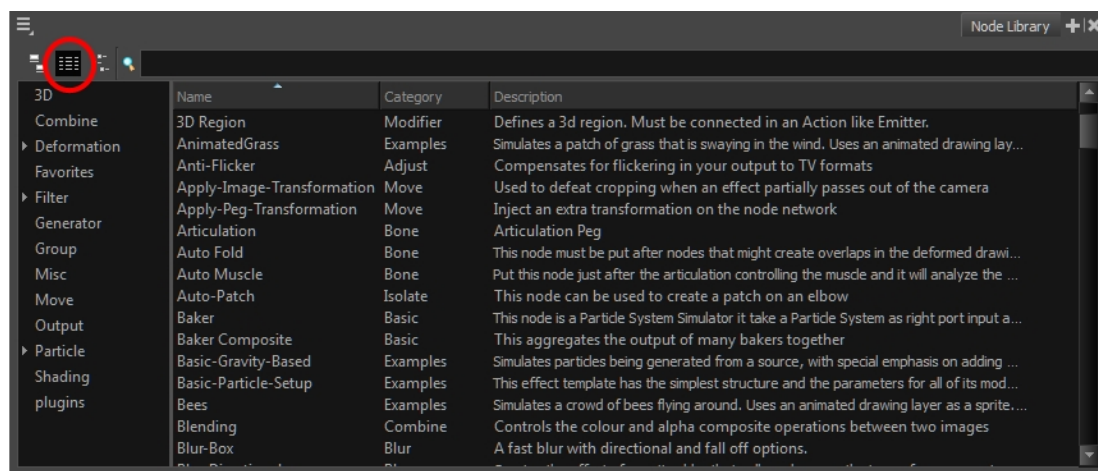 Node Library
3D
Combine
Deformation
Favorites
Filter
Generator
Group
Misc
Move
Output
Particle
Shading
plugins
Name Category Description
3D Region Modifier Defines a 3d region. Must be connected in an Action like Emitter.
AnimatedGrass Examples Simulates a patch of grass that is swaying in the wind. Uses an animated drawing lay...
Anti-Flicker Adjust Compensates for flickering in your output to TV formats
Apply-Image-Transformation Move Used to defeat cropping when an effect partially passes out of the camera
Apply-Peg-Transformation Move Inject an extra transformation on the node network
Articulation Bone Articulation Peg
Auto Fold Bone This node must be put after nodes that might create overlaps in the deformed drawi...
Auto Muscle Bone Put this node just after the articulation controlling the muscle and it will analyze the ...
Auto-Patch Isolate This node can be used to create a patch on an elbow
Baker Basic This node is a Particle System Simulator it take a Particle System as right port input a...
Baker Composite Basic This aggregates the output of many bakers together
Basic-Gravity-Based Examples Simulates particles being generated from a source, with special emphasis on adding ...
Basic-Particle-Setup Examples This effect template has the simplest structure and the parameters for all of its mod...
Bees Examples Simulates a crowd of bees flying around. Uses an animated drawing layer as a sprite....
Blending Combine Controls the colour and alpha composite operations between two images
Blur-Box Blur A fast blur with directional and fall off options.